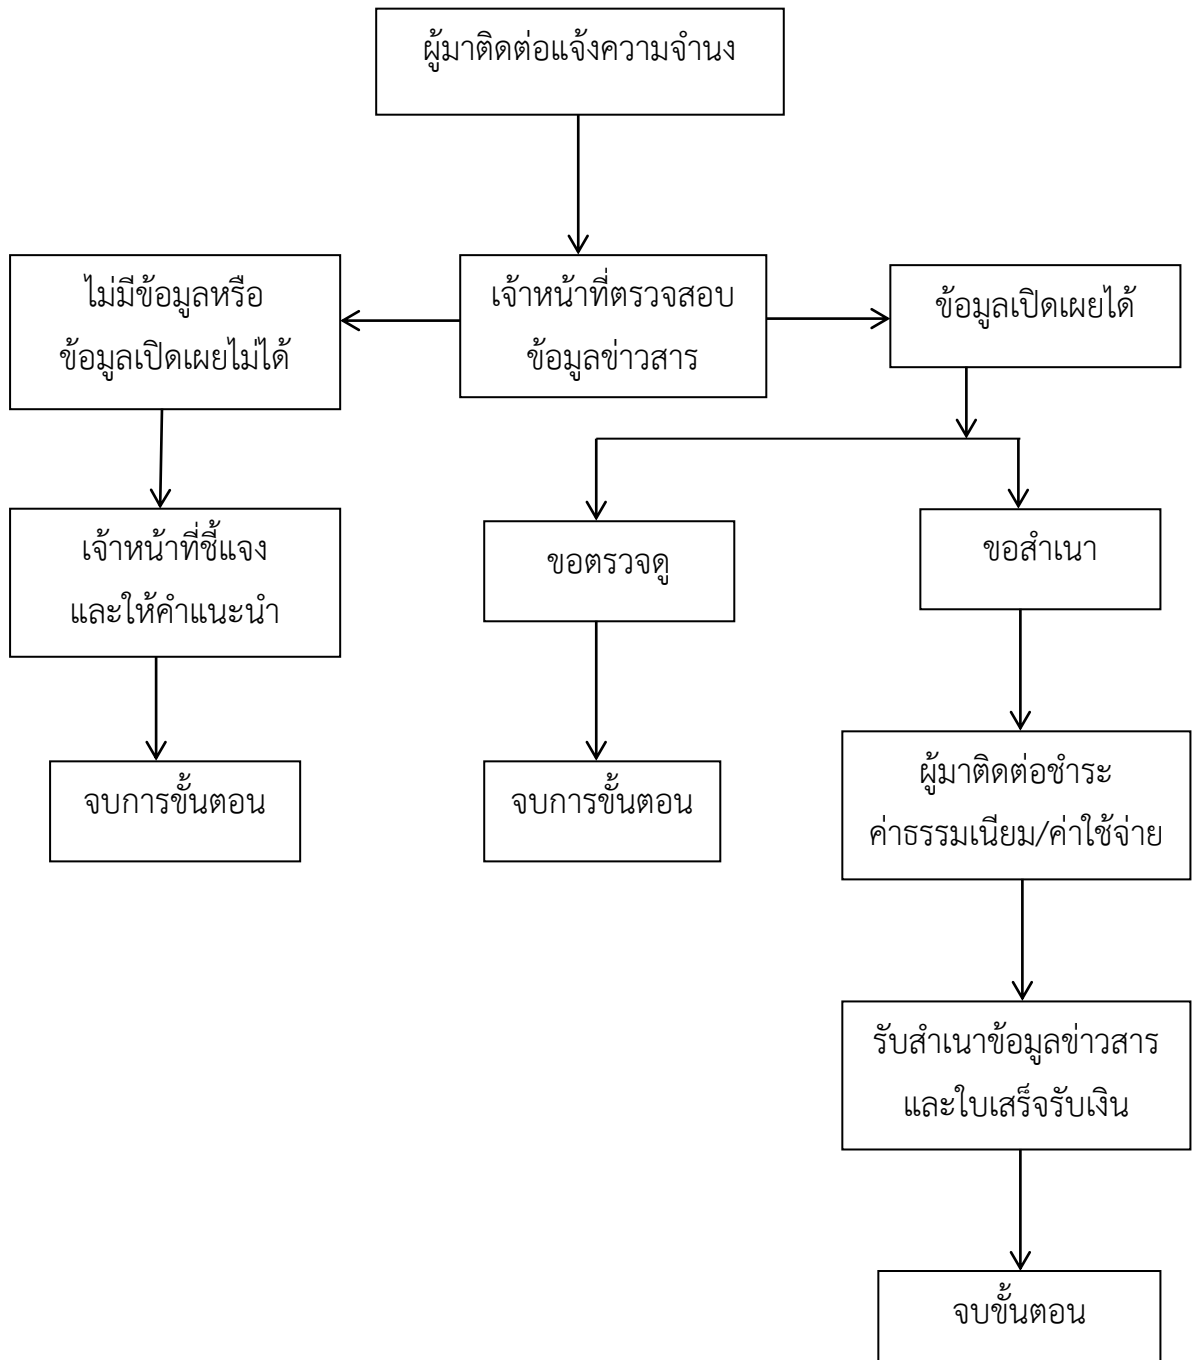 ผู้มาติดต่อแจ้งความจำนง
ไม่มีข้อมูลหรือ
ข้อมูลเปิดเผยไม่ได้
เจ้าหน้าที่ตรวจสอบ
ข้อมูลข่าวสาร
ข้อมูลเปิดเผยได้
เจ้าหน้าที่ชี้แจง
และให้คำแนะนำ
ขอตรวจดู
ขอสำเนา
จบการขั้นตอน
จบการขั้นตอน
ผู้มาติดต่อชำระ
ค่าธรรมเนียม/ค่าใช้จ่าย
รับสำเนาข้อมูลข่าวสาร
และใบเสร็จรับเงิน
จบขั้นตอน